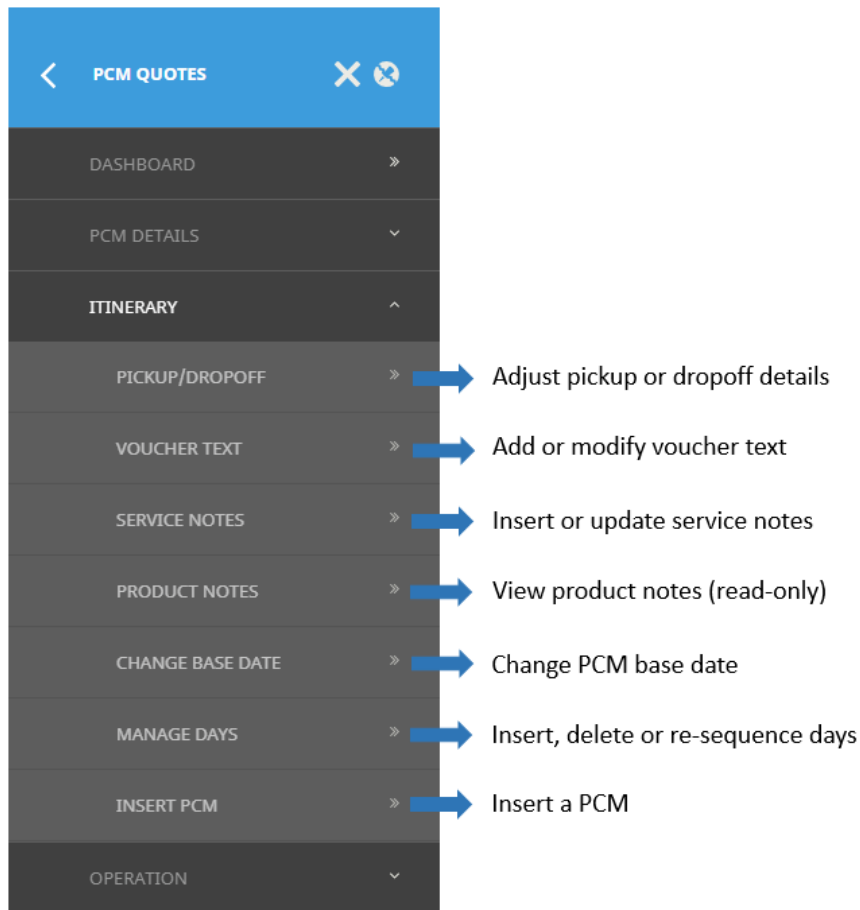 PCM QUOTES
DASHBOARD
PCM DETAILS
ITINERARY
PICKUP/DROPOFF Adjust pickup or dropoff details
VOUCHER TEXT Add or modify voucher text
SERVICE NOTES Insert or update service notes
PRODUCT NOTES View product notes (read-only)
CHANGE BASE DATE Change PCM base date
MANAGE DAYS Insert, delete or re-sequence days
INSERT PCM Insert a PCM
OPERATION